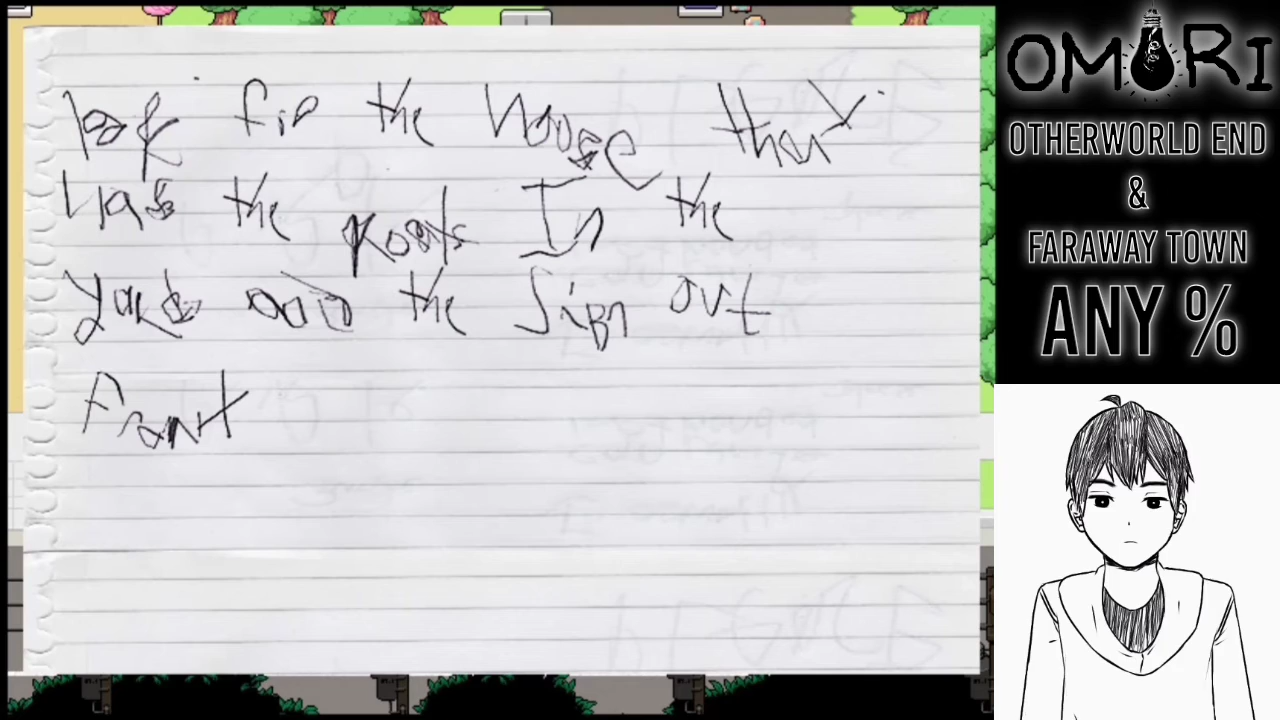 look for the house that
has the roots In the
yard and the Sign out
front
OMORI
OTHERWORLD END
&
FARAWAY TOWN
ANY %